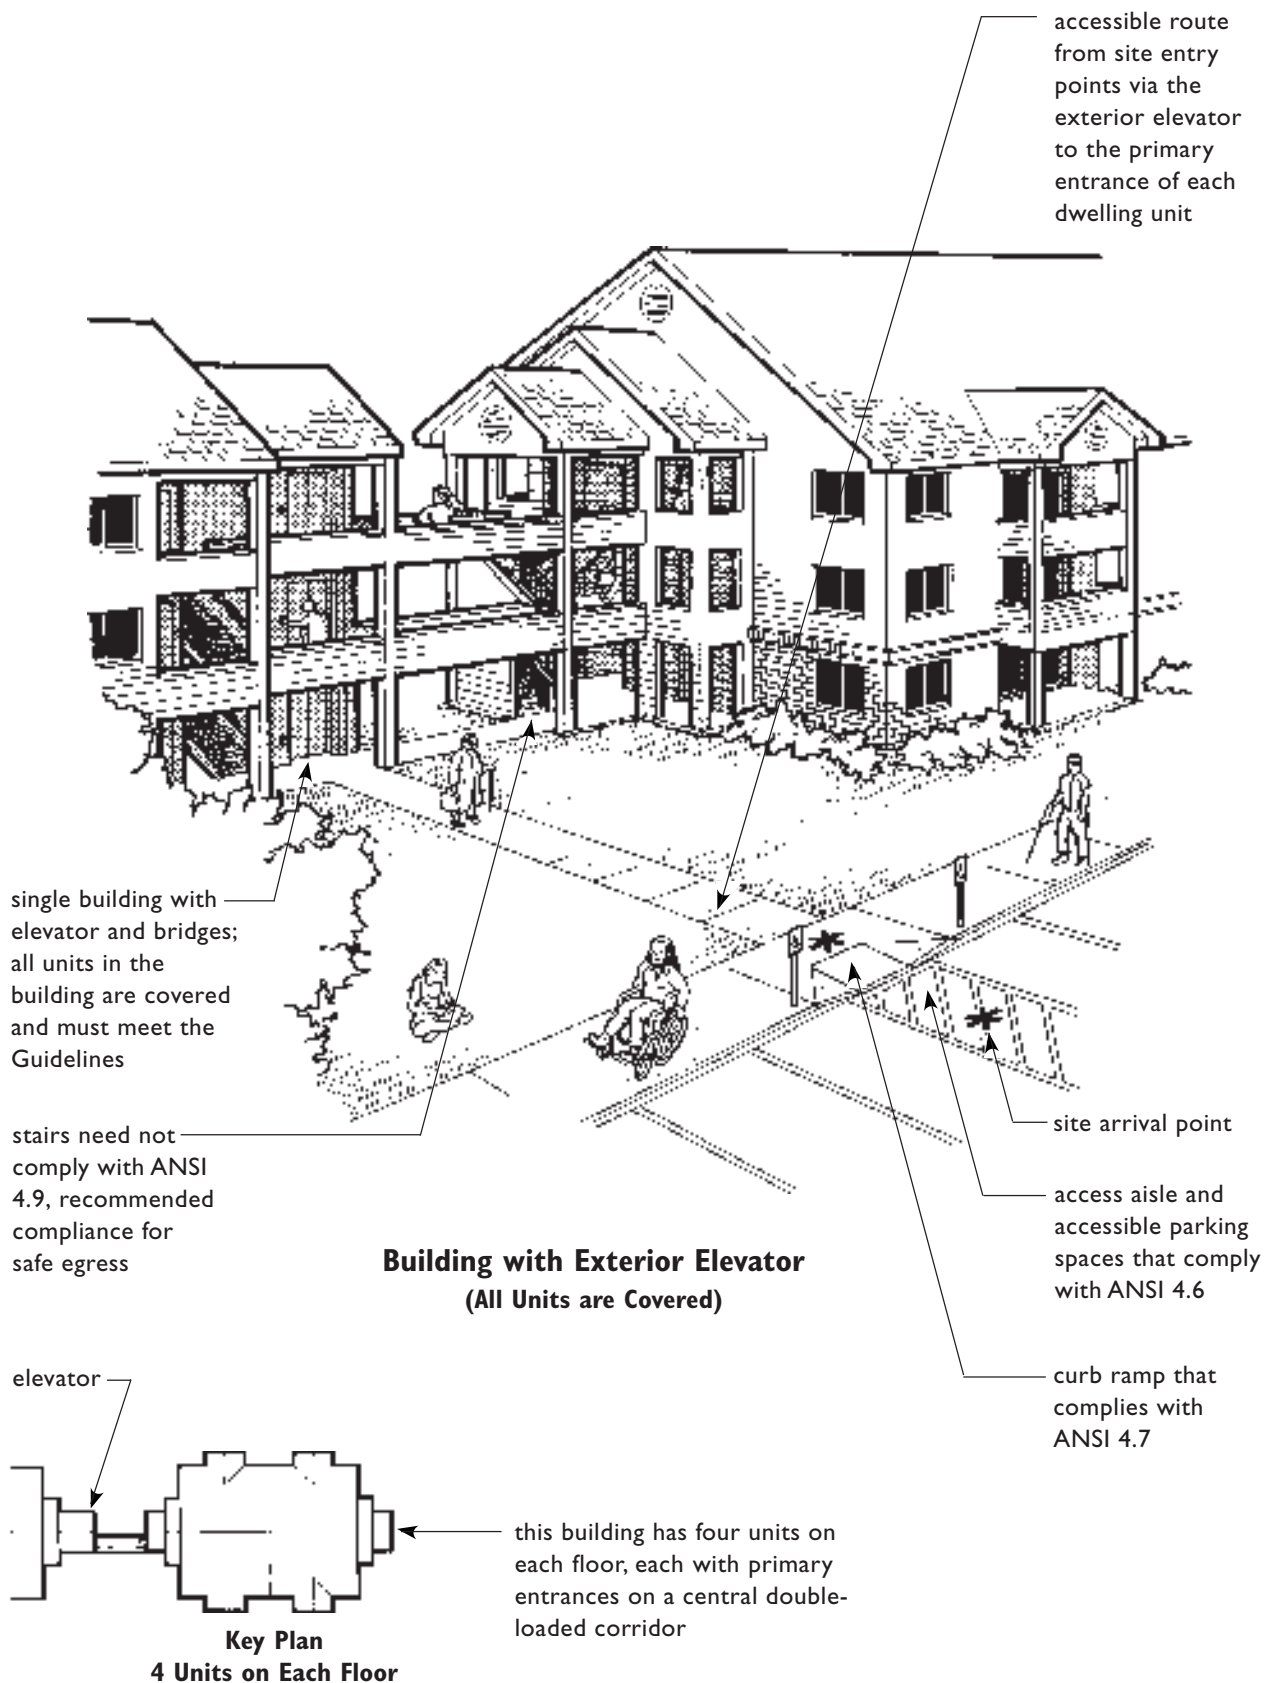 accessible route
from site entry
points via the
exterior elevator
to the primary
entrance of each
dwelling unit
single building with
elevator and bridges;
all units in the
building are covered
and must meet the
Guidelines
stairs need not
comply with ANSI
4.9, recommended
compliance for
safe egress
site arrival point
access aisle and
accessible parking
spaces that comply
with ANSI 4.6
Building with Exterior Elevator
(All Units are Covered)
curb ramp that
complies with
ANSI 4.7
elevator
this building has four units on
each floor, each with primary
entrances on a central double-
loaded corridor
Key Plan
4 Units on Each Floor